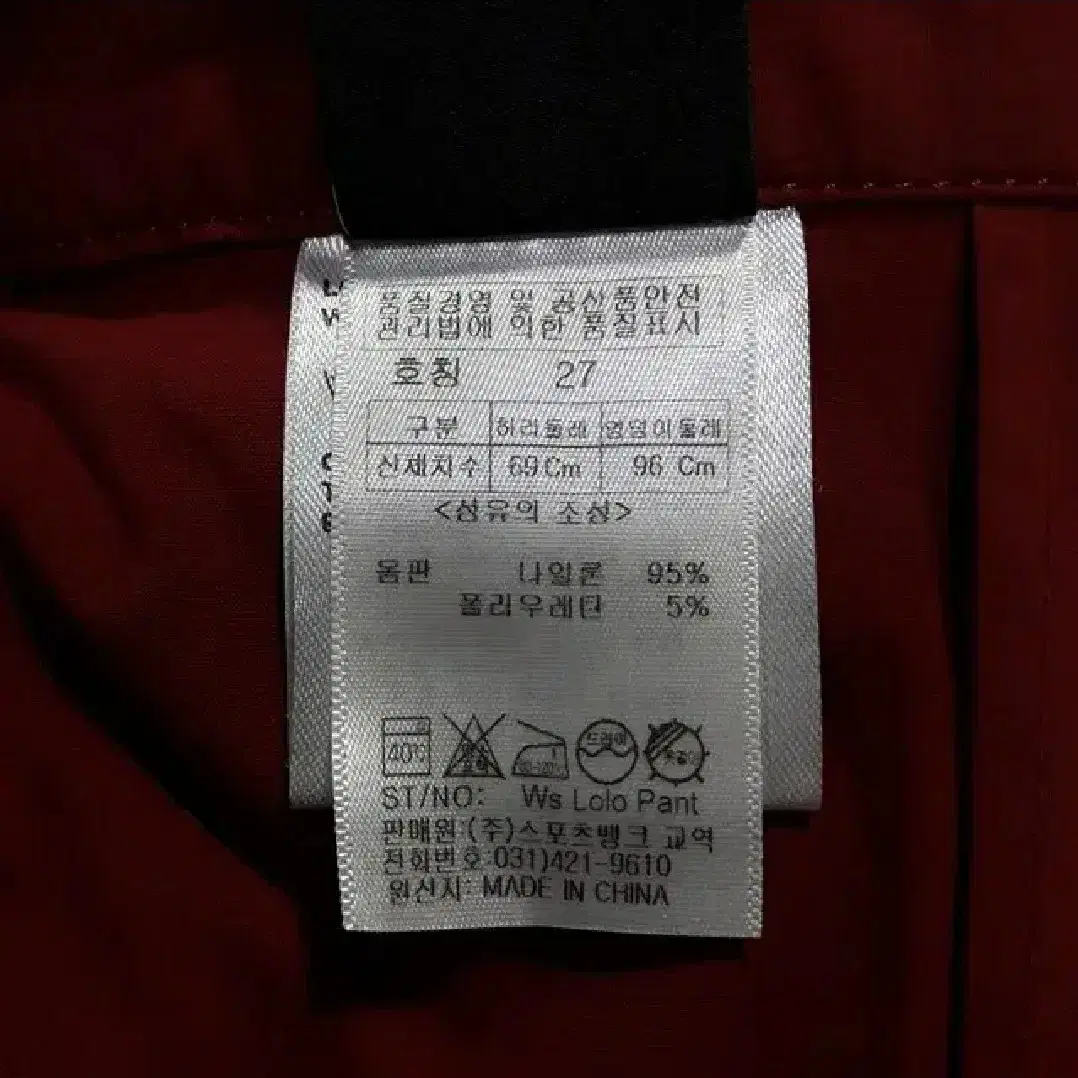 품질경영 및 공산품안전
관리법에 의한 품질표시
호칭 27
구분 허리둘레 엉덩이둘레
신체치수 69Cm 96 Cm
<섬유의 조성>
몸판 나일론 95%
폴리우레탄 5%
40℃ 드라이
ST/NO: Ws Lolo Pant
판매원:(주)스포츠뱅크 교역
전화번호:031)421-9610
원산지: MADE IN CHINA